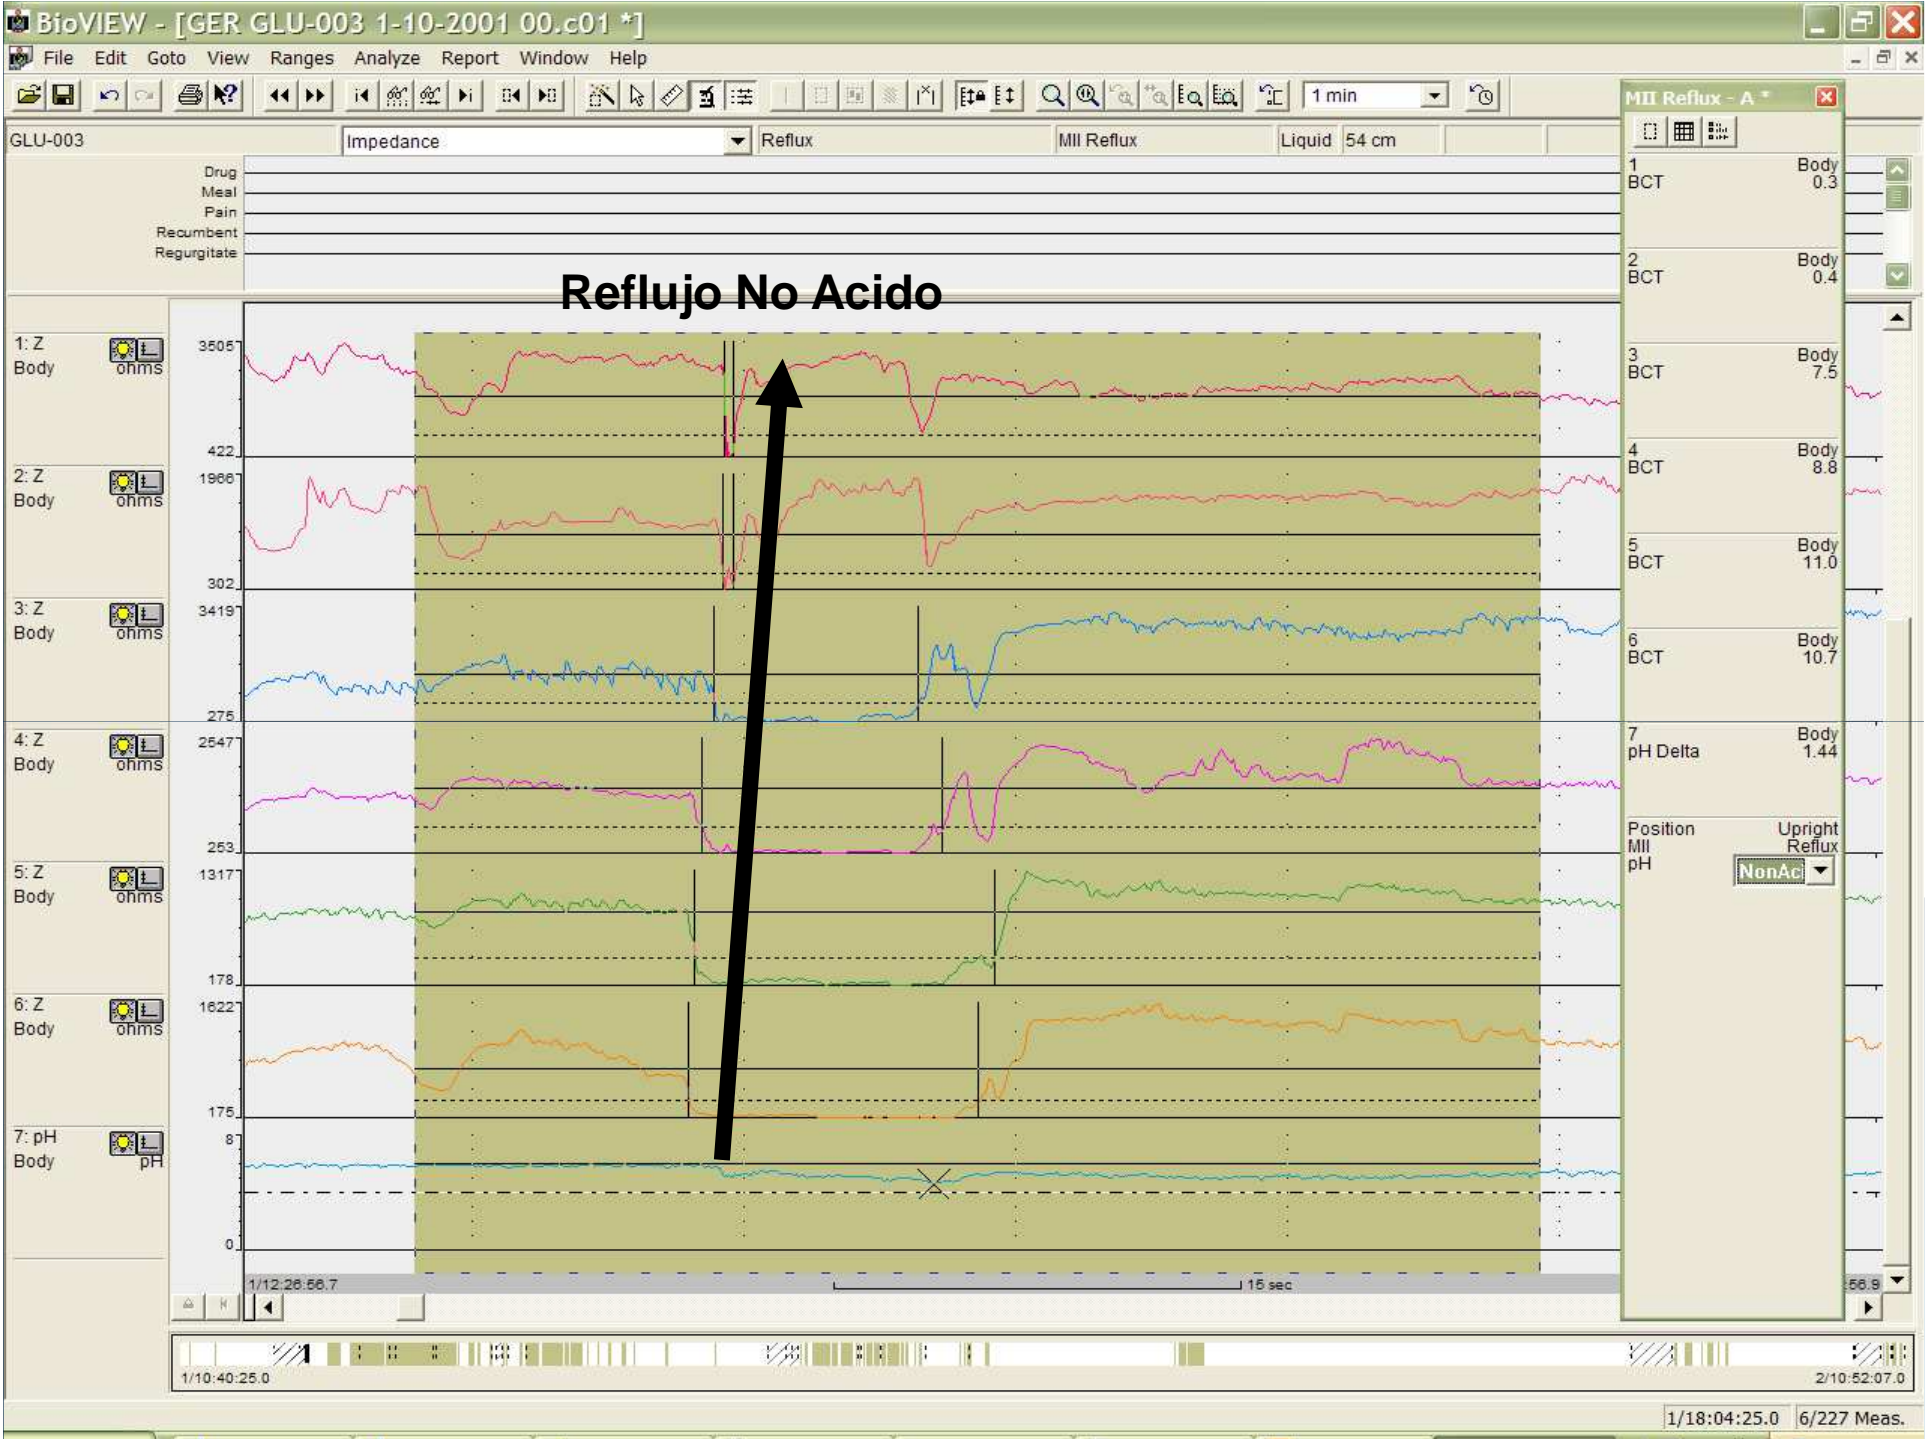 BioVIEW - [GER GLU-003 1-10-2001 00.c01 *]
File Edit Goto View Ranges Analyze Report Window Help
1 min
GLU-003 Impedance Reflux MII Reflux Liquid 54 cm
Drug
Meal
Pain
Recumbent
Regurgitate
Reflujo No Acido
1: Z 3505
Body ohms
422
2: Z 1966
Body ohms
302
3: Z 3419
Body ohms
275
4: Z 2547
Body ohms
253
5: Z 1317
Body ohms
178
6: Z 1622
Body ohms
175
7: pH 8
Body pH
0
1/12:26:56.7 15 sec :56.9
1/10:40:25.0 2/10:52:07.0
1/18:04:25.0 6/227 Meas.
MII Reflux - A *
1 Body
BCT 0.3
2 Body
BCT 0.4
3 Body
BCT 7.5
4 Body
BCT 8.8
5 Body
BCT 11.0
6 Body
BCT 10.7
7 Body
pH Delta 1.44
Position Upright
MII Reflux
pH NonAc